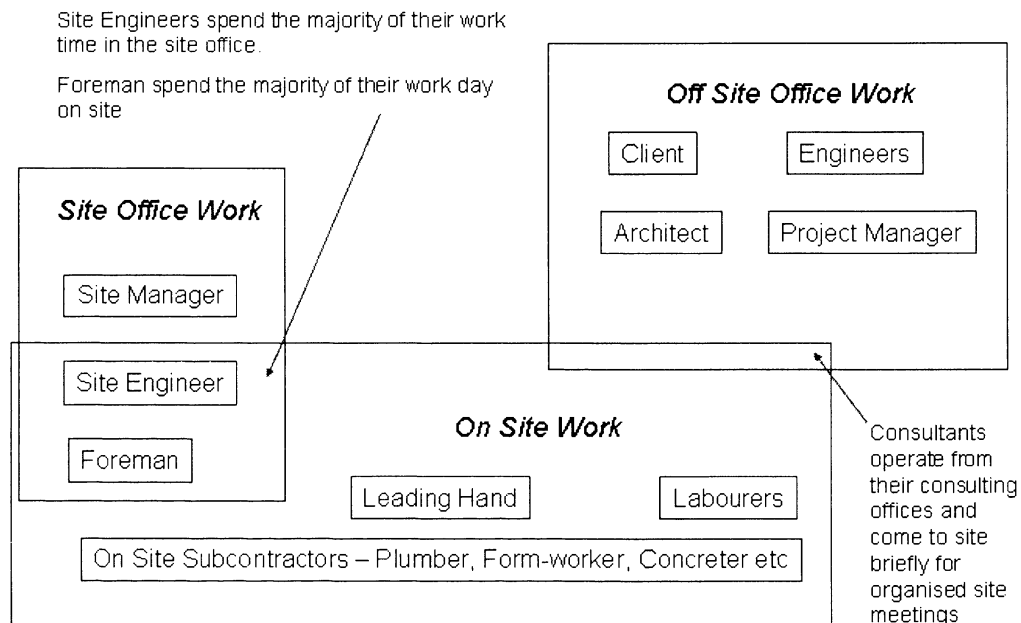 Site Engineers spend the majority of their work
time in the site office.
Foreman spend the majority of their work day
on site
Off Site Office Work
Client
Engineers
Architect
Project Manager
Site Office Work
Site Manager
Site Engineer
Foreman
On Site Work
Leading Hand
Labourers
On Site Subcontractors – Plumber, Form-worker, Concreter etc
Consultants
operate from
their consulting
offices and
come to site
briefly for
organised site
meetings